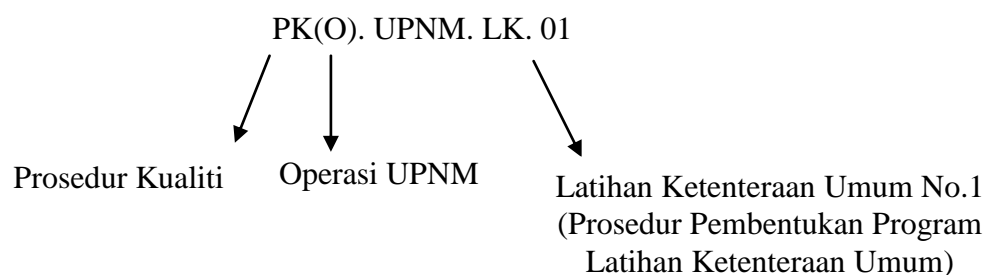 PK(O). UPNM. LK. 01
Prosedur Kualiti
Operasi UPNM
Latihan Ketenteraan Umum No.1
(Prosedur Pembentukan Program
Latihan Ketenteraan Umum)